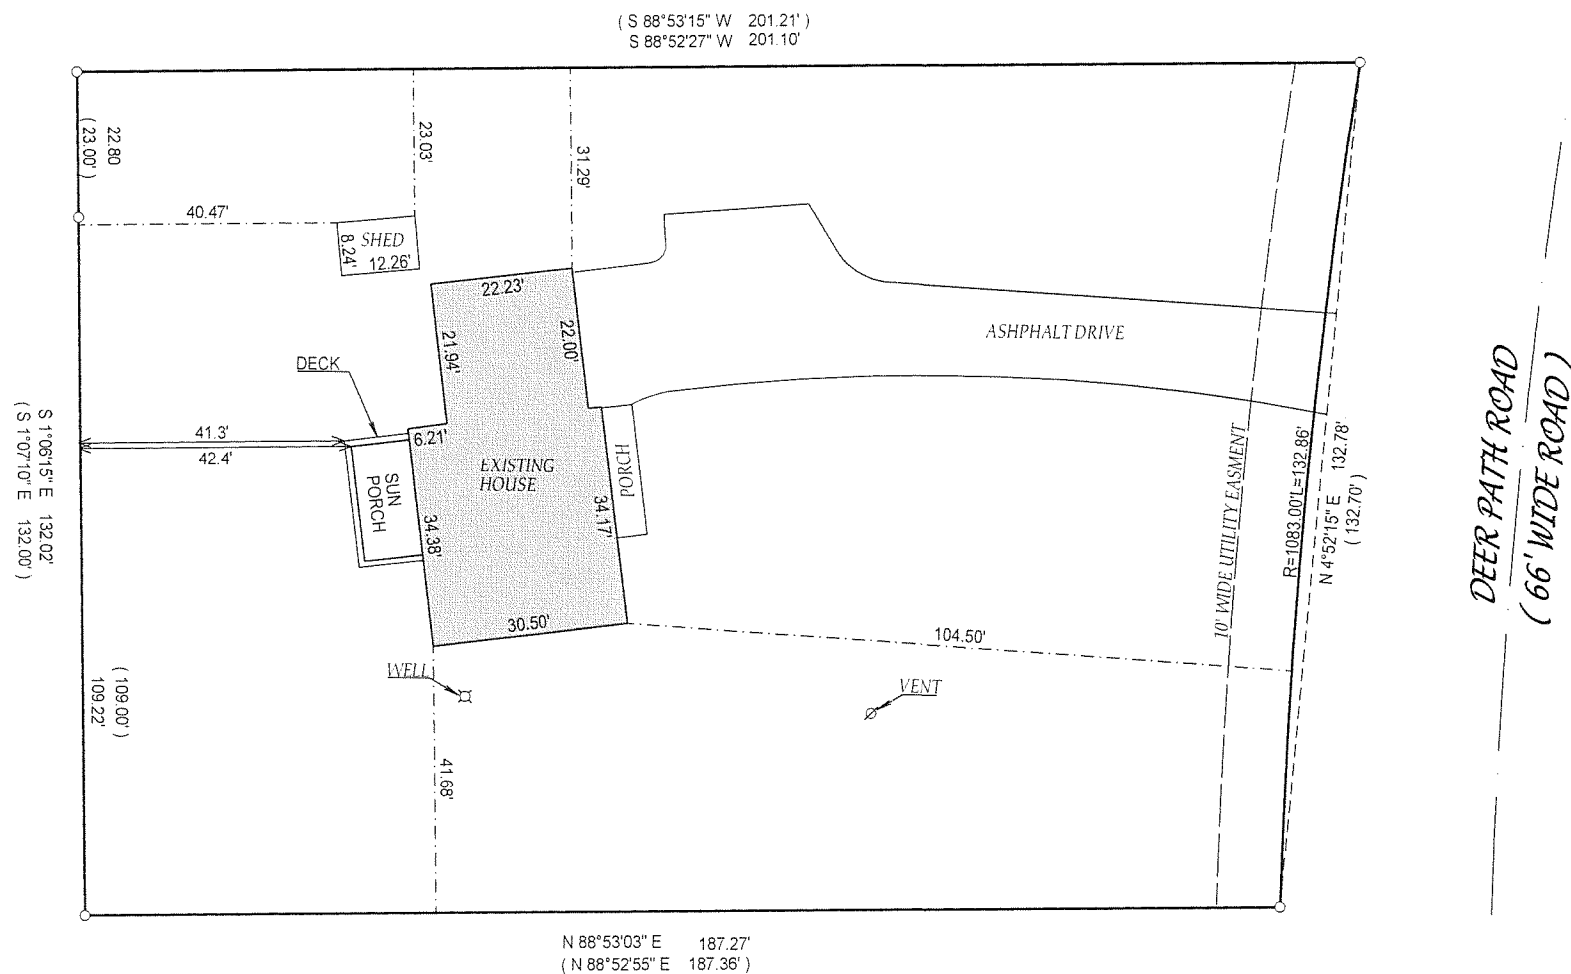 ( S 88°53'15" W 201.21' )
S 88°52'27" W 201.10'
22.80
( 23.00' )
23.03'
31.29'
40.47'
SHED
8.24'
12.26'
22.23'
22.00'
21.94'
ASHPHALT DRIVE
DECK
41.3'
42.4'
6.21'
SUN
PORCH
EXISTING
HOUSE
PORCH
34.17'
34.38'
30.50'
S 1°06'15" E 132.02'
( S 1°07'10" E 132.00' )
( 109.00' )
109.22'
WELL
41.68'
104.50'
VENT
10' WIDE UTILITY EASMENT
R=1083.00'L=132.86'
N 4°52'15" E 132.78'
( 132.70' )
DEER PATH ROAD
( 66' WIDE ROAD )
N 88°53'03" E 187.27'
( N 88°52'55" E 187.36' )